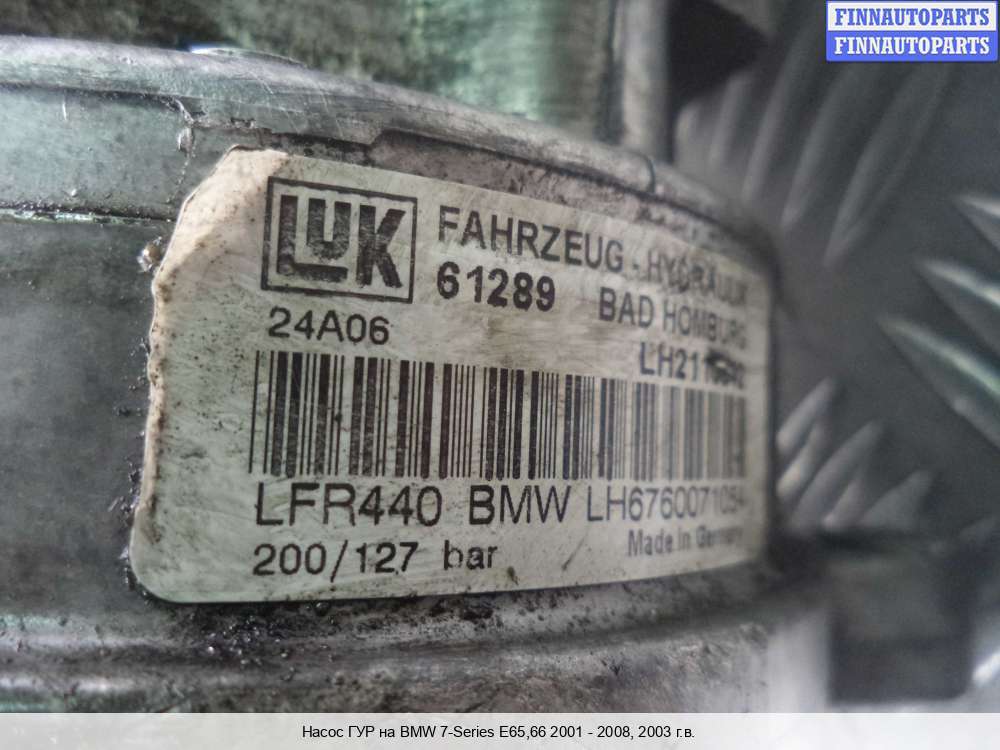 FINNAUTOPARTS
FINNAUTOPARTS
LUK
FAHRZEUG - HYDRAULIK
61289 BAD HOMBURG
24A06
LFR440 BMW
200/127 bar
Made in Germany
Насос ГУР на BMW 7-Series E65,66 2001 - 2008, 2003 г.в.